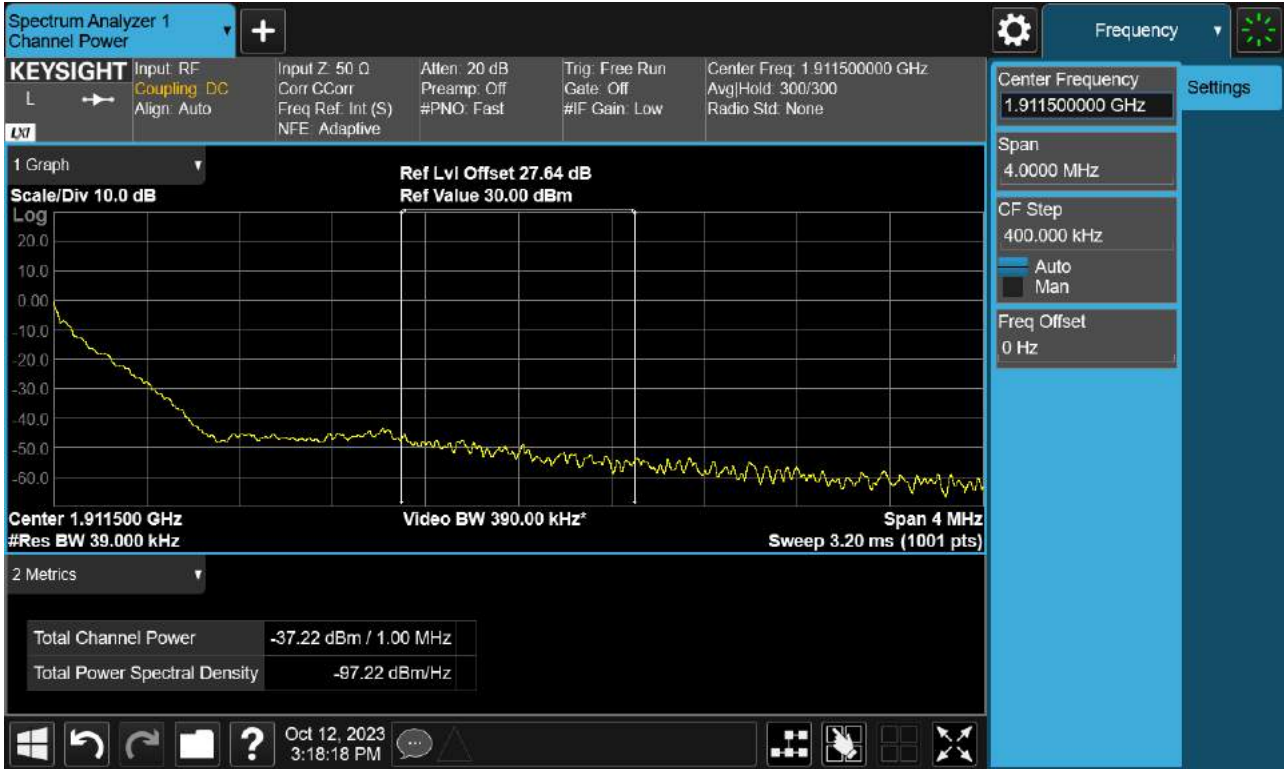 Spectrum Analyzer 1
Channel Power
Frequency
KEYSIGHT
L
LXI
Input: RF
Coupling: DC
Align: Auto
Input Z: 50 Ω
Corr CCorr
Freq Ref: Int (S)
NFE: Adaptive
Atten: 20 dB
Preamp: Off
#PNO: Fast
Trig: Free Run
Gate: Off
#IF Gain: Low
Center Freq: 1.911500000 GHz
Avg|Hold: 300/300
Radio Std: None
Center Frequency
1.911500000 GHz
Settings
Span
4.0000 MHz
CF Step
400.000 kHz
Auto
Man
Freq Offset
0 Hz
1 Graph
Scale/Div 10.0 dB
Ref Lvl Offset 27.64 dB
Ref Value 30.00 dBm
Log
20.0
10.0
0.00
-10.0
-20.0
-30.0
-40.0
-50.0
-60.0
Center 1.911500 GHz
#Res BW 39.000 kHz
Video BW 390.00 kHz*
Span 4 MHz
Sweep 3.20 ms (1001 pts)
2 Metrics
Total Channel Power -37.22 dBm / 1.00 MHz
Total Power Spectral Density -97.22 dBm/Hz
?
Oct 12, 2023
3:18:18 PM